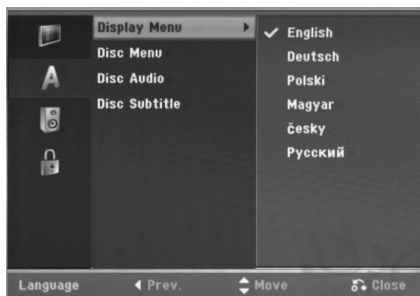 Display Menu
Disc Menu
Disc Audio
Disc Subtitle
English
Deutsch
Polski
Magyar
česky
Русский
A
Language
Prev.
Move
Close